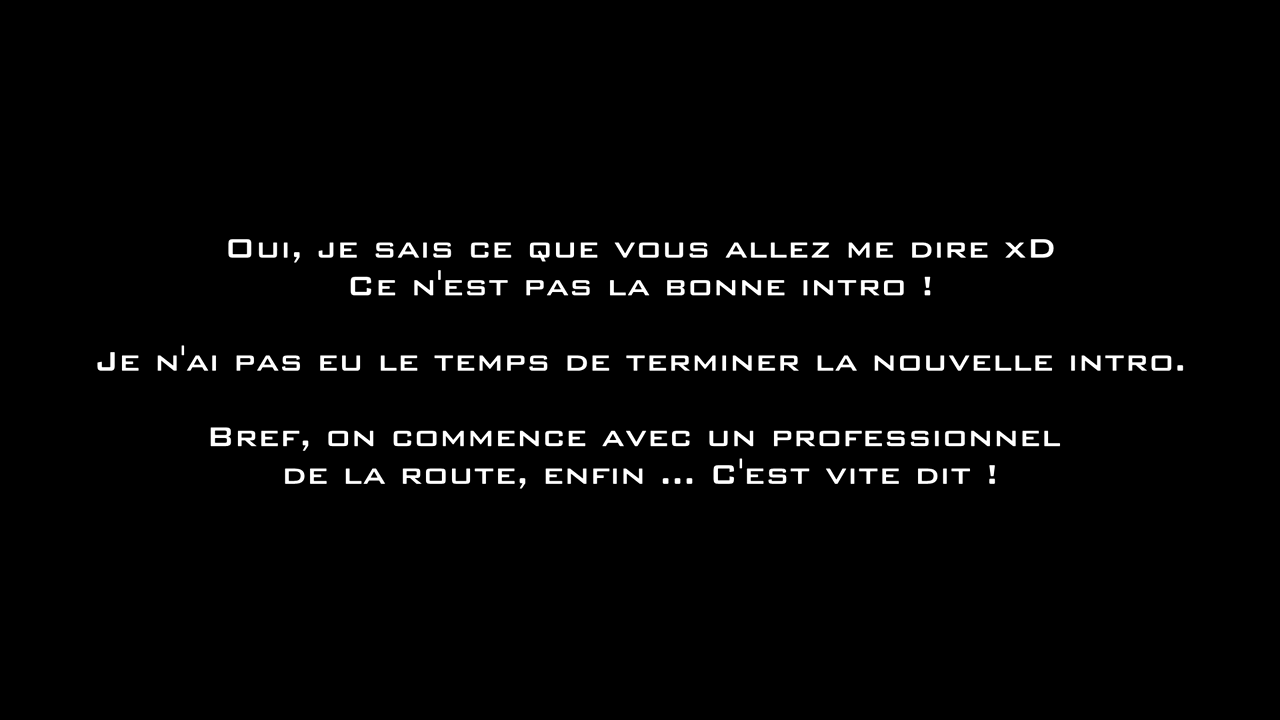 Oui, je sais ce que vous allez me dire xD
Ce n'est pas la bonne intro !
Je n'ai pas eu le temps de terminer la nouvelle intro.
Bref, on commence avec un professionnel
de la route, enfin ... C'est vite dit !